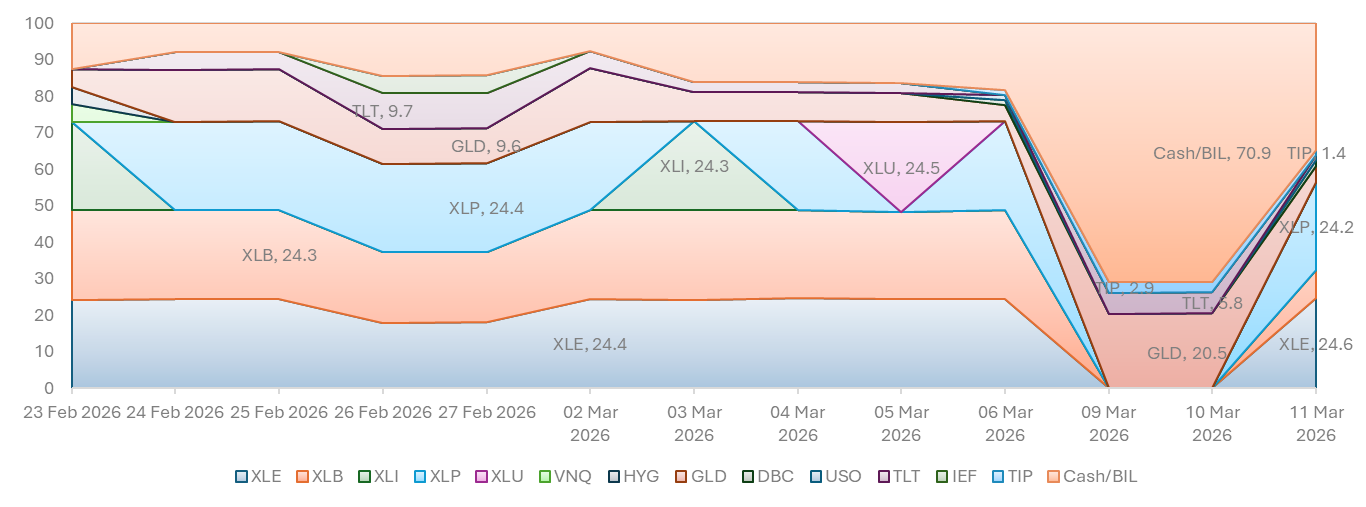 100
90
80
70
60
50
40
30
20
10
0
TLT, 9.7
GLD, 9.6
Cash/BIL, 70.9
TIP, 1.4
XLI, 24.3
XLU, 24.5
XLP, 24.4
XLP, 24.2
XLB, 24.3
TIP, 2.9
TLT, 5.8
XLE, 24.4
GLD, 20.5
XLE, 24.6
23 Feb 2026 24 Feb 2026 25 Feb 2026 26 Feb 2026 27 Feb 2026 02 Mar 03 Mar 04 Mar 05 Mar 06 Mar 09 Mar 10 Mar 11 Mar
2026 2026 2026 2026 2026 2026 2026 2026
XLE XLB XLI XLP XLU VNQ HYG GLD DBC USO TLT IEF TIP Cash/BIL